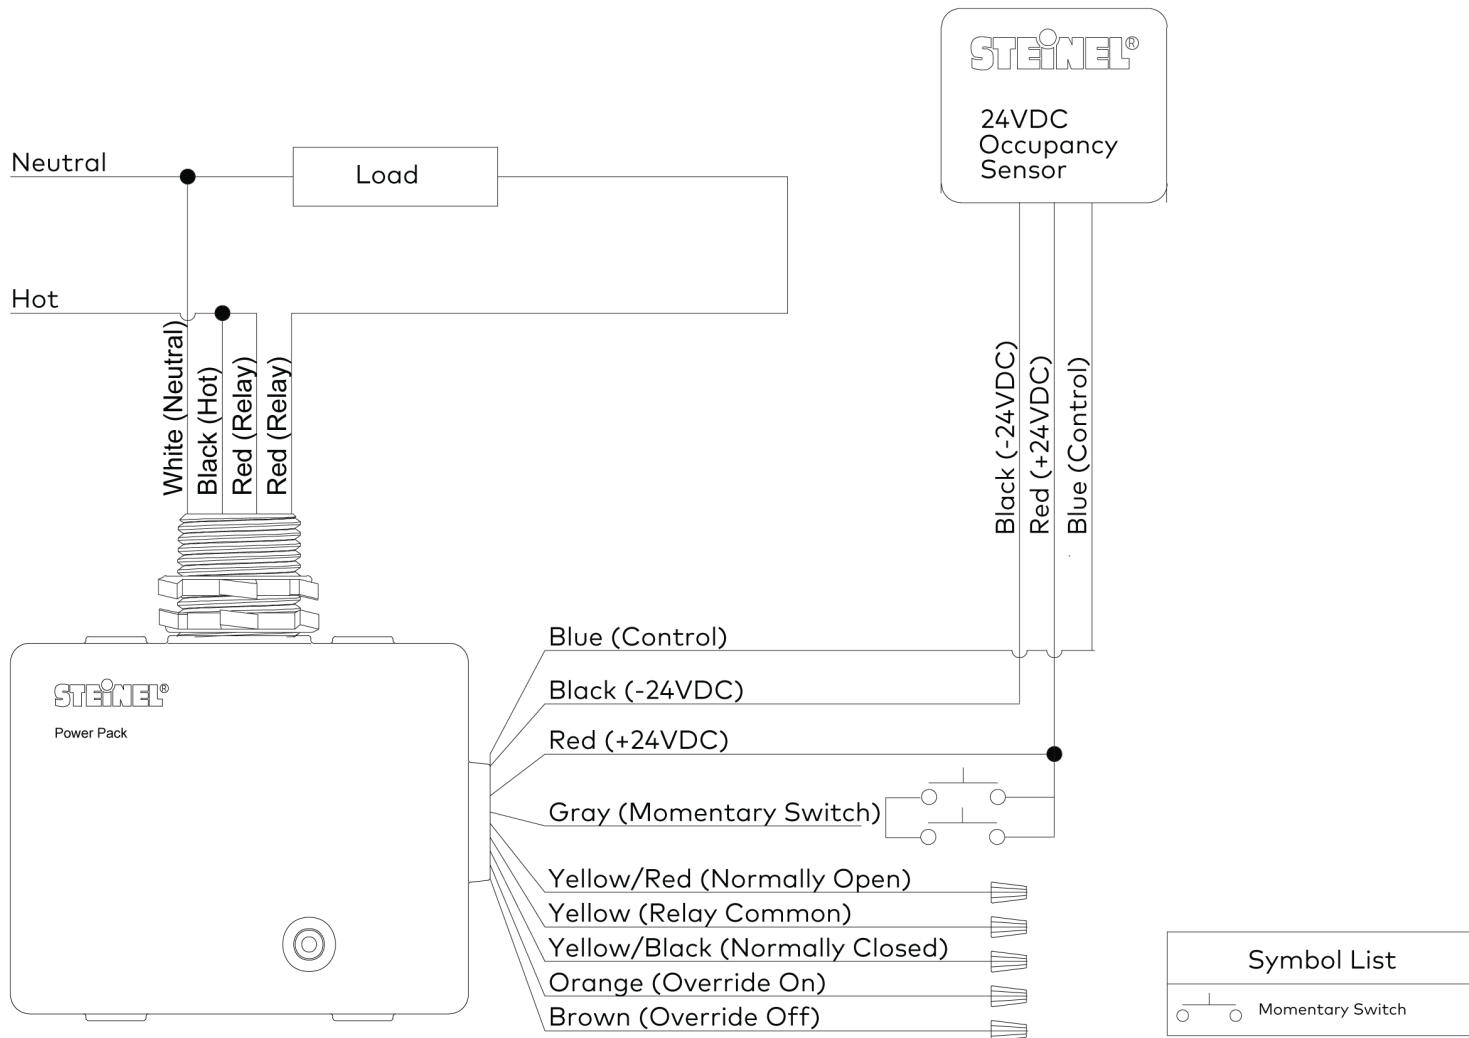 STEINEL®
24VDC
Occupancy
Sensor
Neutral
Load
Hot
White (Neutral)
Black (Hot)
Red (Relay)
Red (Relay)
Black (-24VDC)
Red (+24VDC)
Blue (Control)
STEINEL®
Power Pack
Blue (Control)
Black (-24VDC)
Red (+24VDC)
Gray (Momentary Switch)
Yellow/Red (Normally Open)
Yellow (Relay Common)
Yellow/Black (Normally Closed)
Orange (Override On)
Brown (Override Off)
Symbol List
Momentary Switch